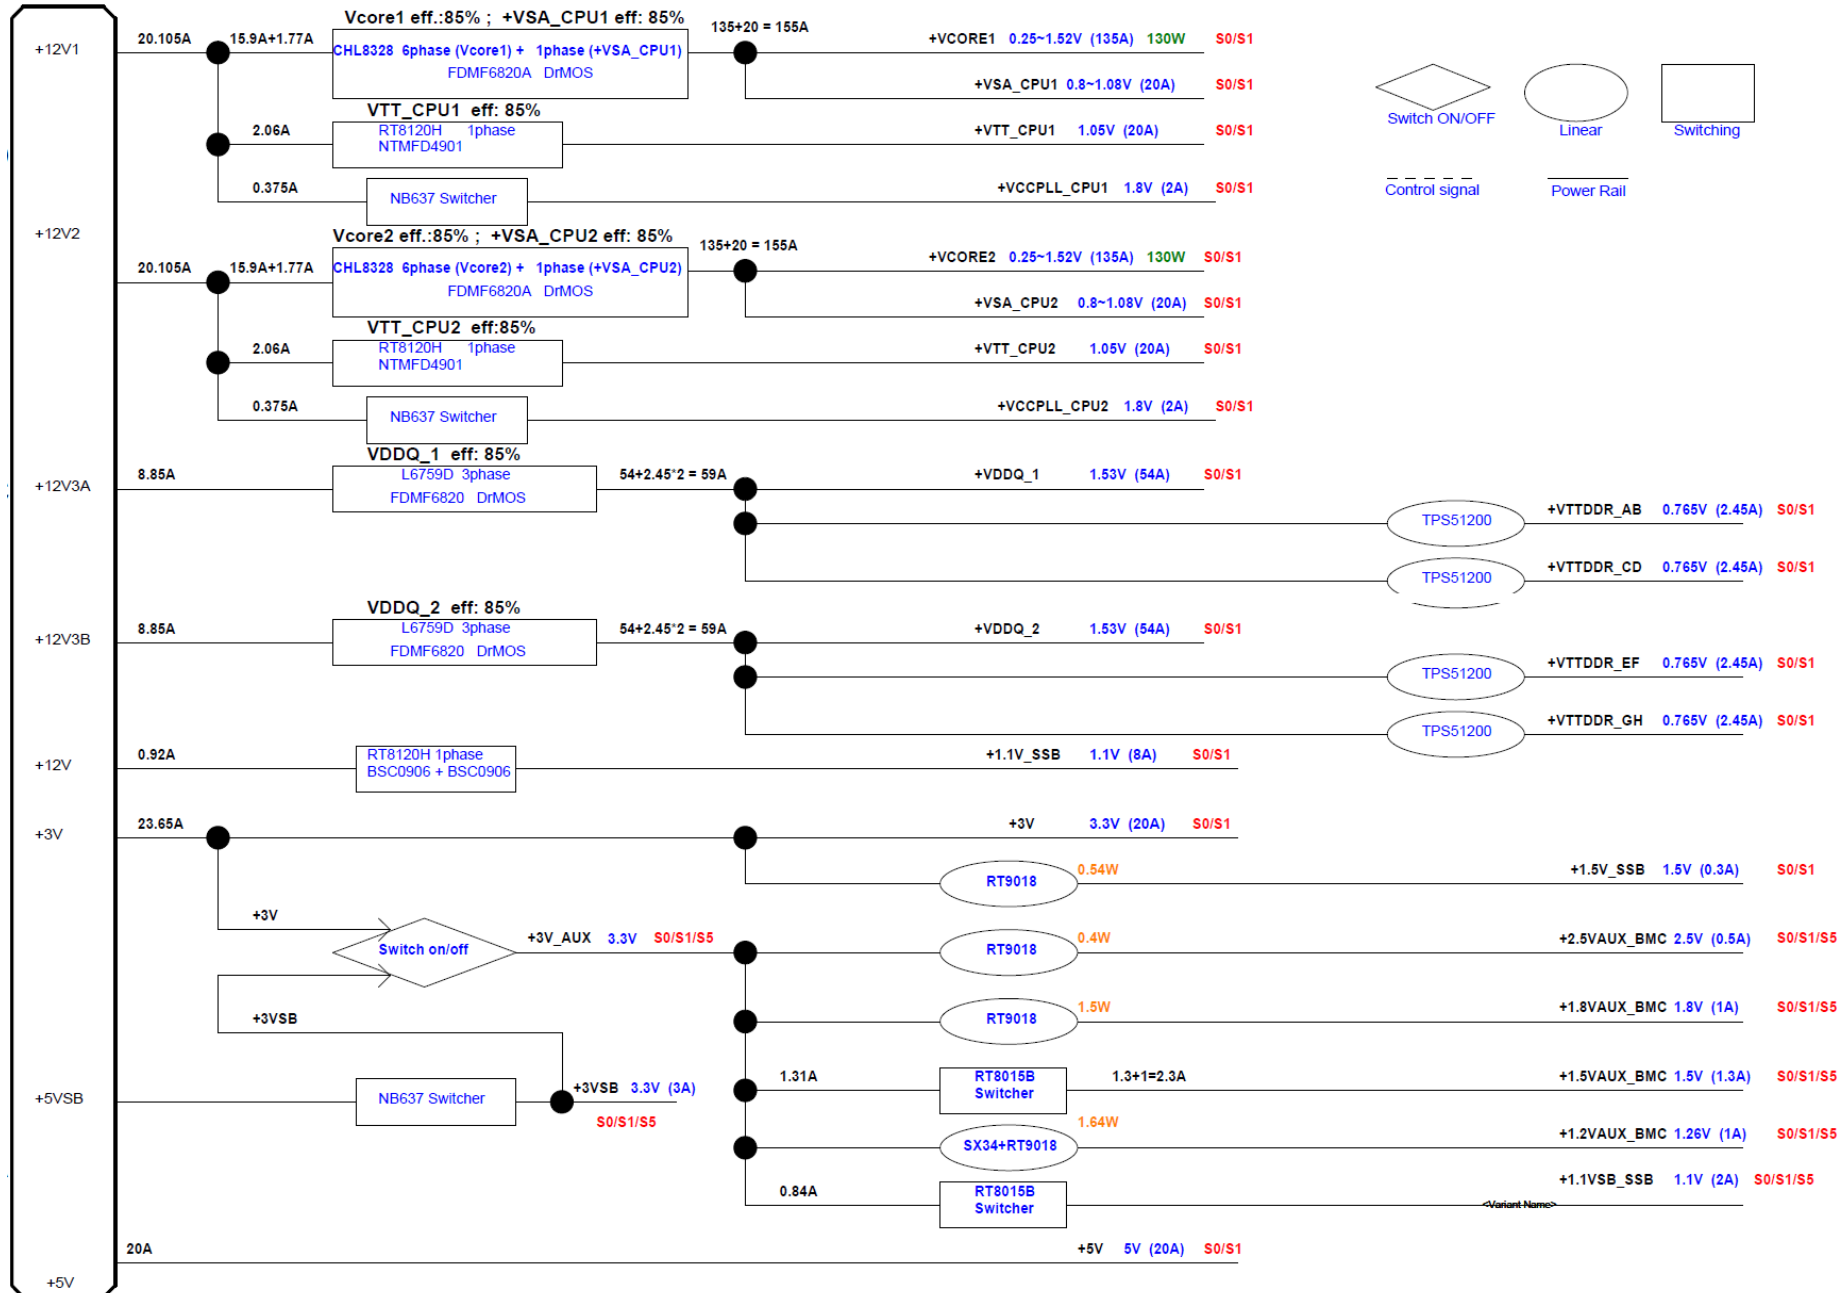 Vcore1 eff.:85% ; +VSA_CPU1 eff: 85%
+12V1
20.105A
15.9A+1.77A
CHL8328 6phase (Vcore1) + 1phase (+VSA_CPU1)
FDMF6820A DrMOS
135+20 = 155A
+VCORE1 0.25~1.52V (135A) 130W S0/S1
+VSA_CPU1 0.8~1.08V (20A) S0/S1
Switch ON/OFF
Linear
Switching
Control signal
Power Rail
VTT_CPU1 eff: 85%
2.06A
RT8120H 1phase
NTMFD4901
+VTT_CPU1 1.05V (20A) S0/S1
0.375A
NB637 Switcher
+VCCPLL_CPU1 1.8V (2A) S0/S1
+12V2
Vcore2 eff.:85% ; +VSA_CPU2 eff: 85%
20.105A
15.9A+1.77A
CHL8328 6phase (Vcore2) + 1phase (+VSA_CPU2)
FDMF6820A DrMOS
135+20 = 155A
+VCORE2 0.25~1.52V (135A) 130W S0/S1
+VSA_CPU2 0.8~1.08V (20A) S0/S1
VTT_CPU2 eff:85%
2.06A
RT8120H 1phase
NTMFD4901
+VTT_CPU2 1.05V (20A) S0/S1
0.375A
NB637 Switcher
+VCCPLL_CPU2 1.8V (2A) S0/S1
VDDQ_1 eff: 85%
+12V3A
8.85A
L6759D 3phase
FDMF6820 DrMOS
54+2.45*2 = 59A
+VDDQ_1 1.53V (54A) S0/S1
TPS51200
+VTTDDR_AB 0.765V (2.45A) S0/S1
TPS51200
+VTTDDR_CD 0.765V (2.45A) S0/S1
VDDQ_2 eff: 85%
+12V3B
8.85A
L6759D 3phase
FDMF6820 DrMOS
54+2.45*2 = 59A
+VDDQ_2 1.53V (54A) S0/S1
TPS51200
+VTTDDR_EF 0.765V (2.45A) S0/S1
TPS51200
+VTTDDR_GH 0.765V (2.45A) S0/S1
+12V
0.92A
RT8120H 1phase
BSC0906 + BSC0906
+1.1V_SSB 1.1V (8A) S0/S1
+3V
23.65A
+3V 3.3V (20A) S0/S1
RT9018
0.54W
+1.5V_SSB 1.5V (0.3A) S0/S1
+3V
Switch on/off
+3V_AUX 3.3V S0/S1/S5
RT9018
0.4W
+2.5VAUX_BMC 2.5V (0.5A) S0/S1/S5
+3VSB
RT9018
1.5W
+1.8VAUX_BMC 1.8V (1A) S0/S1/S5
+5VSB
NB637 Switcher
+3VSB 3.3V (3A)
S0/S1/S5
1.31A
RT8015B
Switcher
1.3+1=2.3A
+1.5VAUX_BMC 1.5V (1.3A) S0/S1/S5
SX34+RT9018
1.64W
+1.2VAUX_BMC 1.26V (1A) S0/S1/S5
0.84A
RT8015B
Switcher
+1.1VSB_SSB 1.1V (2A) S0/S1/S5
<Variant Name>
20A
+5V 5V (20A) S0/S1
+5V